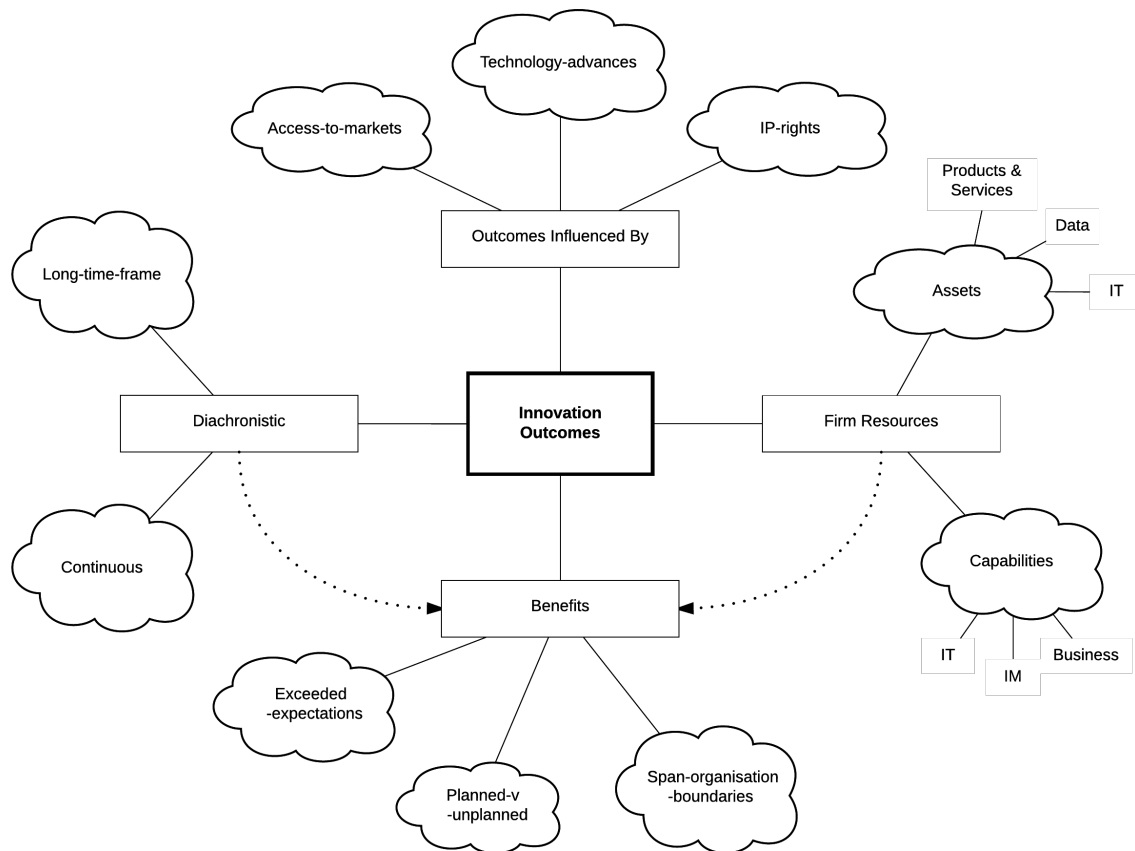 Technology-advances
Access-to-markets
IP-rights
Products &
Services
Data
Outcomes Influenced By
Long-time-frame
Assets
IT
Innovation
Outcomes
Diachronistic
Firm Resources
Continuous
Capabilities
Benefits
IT
Business
IM
Exceeded
-expectations
Span-organisation
-boundaries
Planned-v
-unplanned